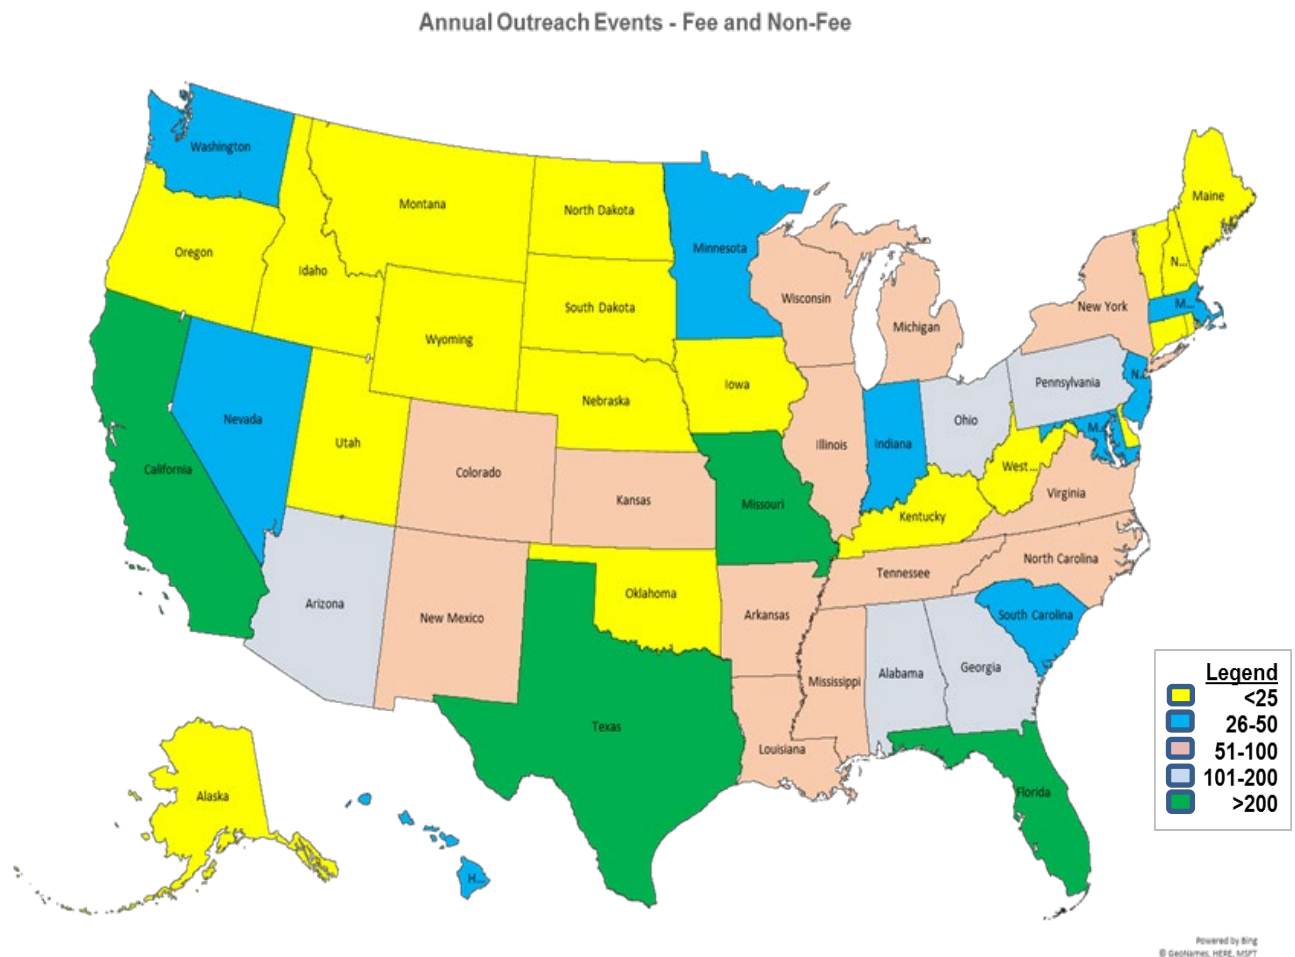 Annual Outreach Events - Fee and Non-Fee
Washington
Montana
North Dakota
Minnesota
Maine
Oregon
Idaho
South Dakota
Wisconsin
Michigan
New York
N...
M...
Wyoming
Iowa
Nebraska
Pennsylvania
N...
Nevada
Utah
Colorado
Kansas
Illinois
Indiana
Ohio
M...
West...
Virginia
California
Missouri
Kentucky
Arizona
New Mexico
Oklahoma
Arkansas
Tennessee
North Carolina
South Carolina
Mississippi
Alabama
Georgia
Texas
Louisiana
Florida
Alaska
H...
Legend
<25
26-50
51-100
101-200
>200
Powered by Bing
© GeoNames, HERE, MSFT